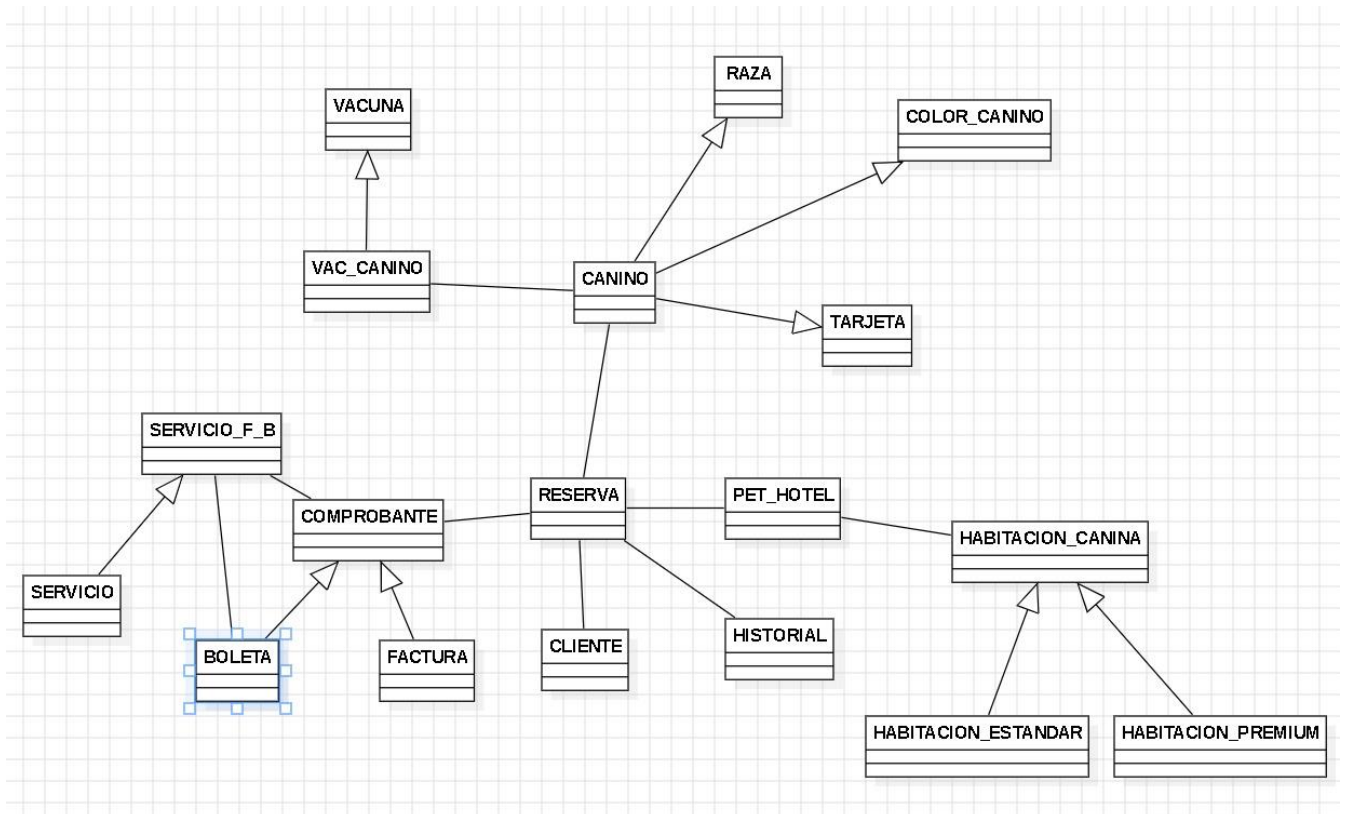 RAZA
VACUNA
COLOR_CANINO
VAC_CANINO
CANINO
TARJETA
SERVICIO_F_B
COMPROBANTE
RESERVA
PET_HOTEL
HABITACION_CANINA
SERVICIO
BOLETA
FACTURA
CLIENTE
HISTORIAL
HABITACION_ESTANDAR
HABITACION_PREMIUM